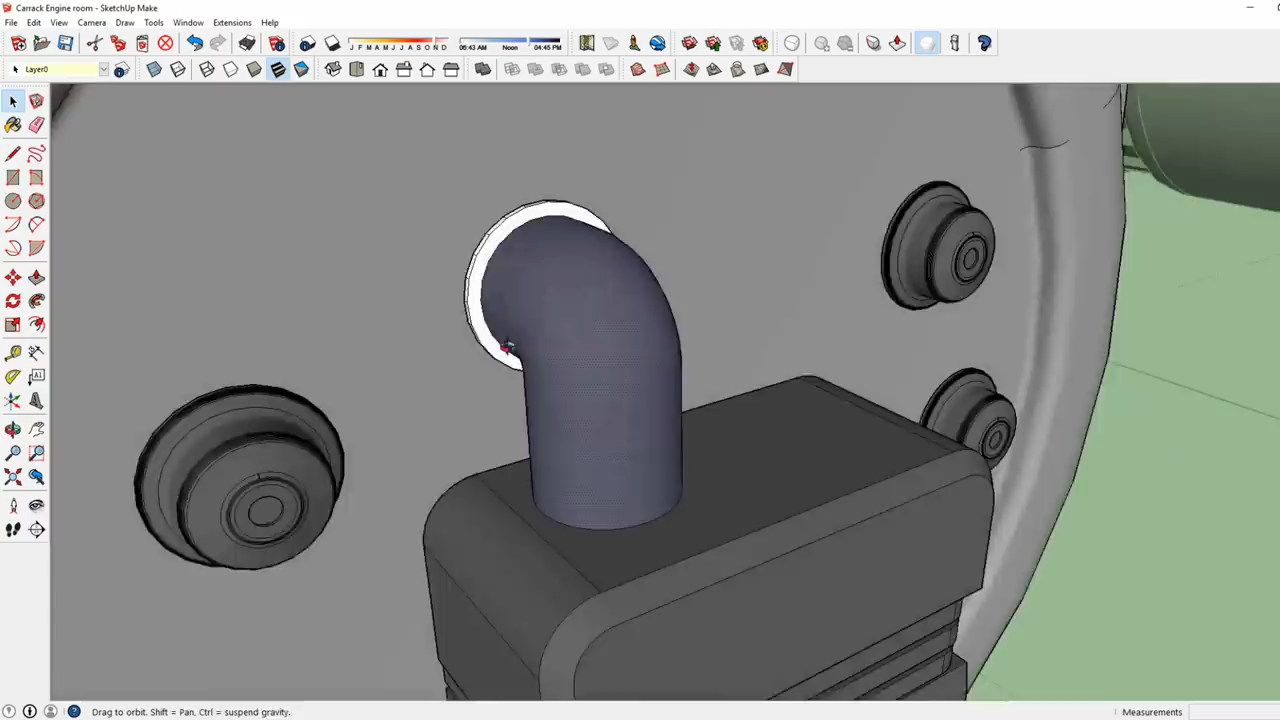 Carrack Engine room - SketchUp Make
File Edit View Camera Draw Tools Window Extensions Help
J F M A M J J A S O N D 06:43 AM Noon 04:45 PM
Layer0
A1
Drag to orbit. Shift = Pan, Ctrl = suspend gravity. Measurements